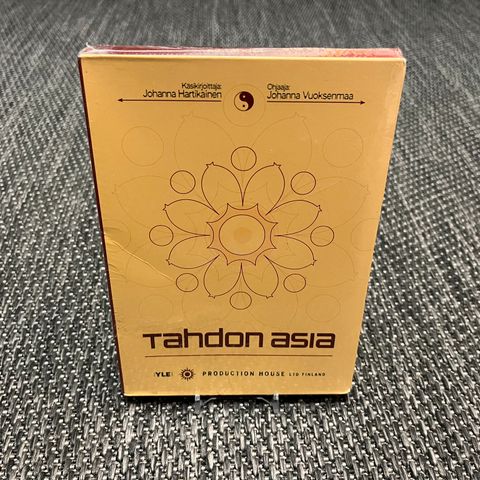 Käsikirjoittaja:
Johanna Hartikainen
Ohjaaja:
Johanna Vuoksenmaa
Tahdon asia
YLE PRODUCTION HOUSE LTD FINLAND